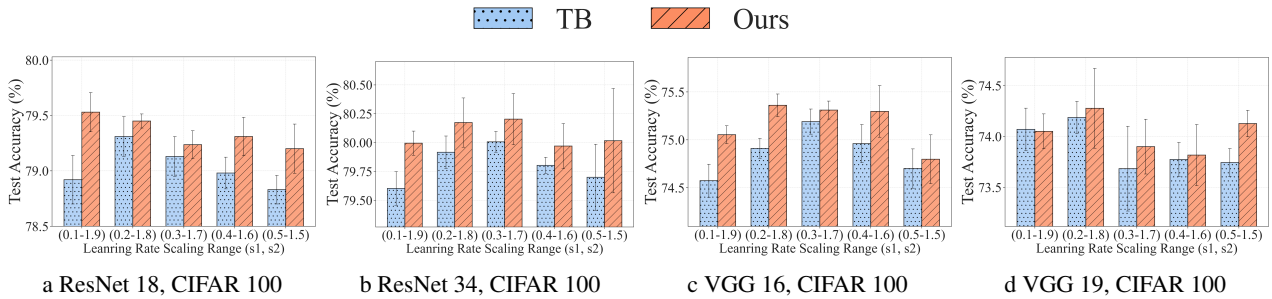 TB Ours
Test Accuracy (%)
80.0
79.5
79.0
78.5
(0.1-1.9) (0.2-1.8) (0.3-1.7) (0.4-1.6) (0.5-1.5)
Leanring Rate Scaling Range (s1, s2)
a ResNet 18, CIFAR 100
Test Accuracy (%)
80.50
80.25
80.00
79.75
79.50
(0.1-1.9) (0.2-1.8) (0.3-1.7) (0.4-1.6) (0.5-1.5)
Leanring Rate Scaling Range (s1, s2)
b ResNet 34, CIFAR 100
Test Accuracy (%)
75.5
75.0
74.5
(0.1-1.9) (0.2-1.8) (0.3-1.7) (0.4-1.6) (0.5-1.5)
Leanring Rate Scaling Range (s1, s2)
c VGG 16, CIFAR 100
Test Accuracy (%)
74.5
74.0
73.5
(0.1-1.9) (0.2-1.8) (0.3-1.7) (0.4-1.6) (0.5-1.5)
Leanring Rate Scaling Range (s1, s2)
d VGG 19, CIFAR 100